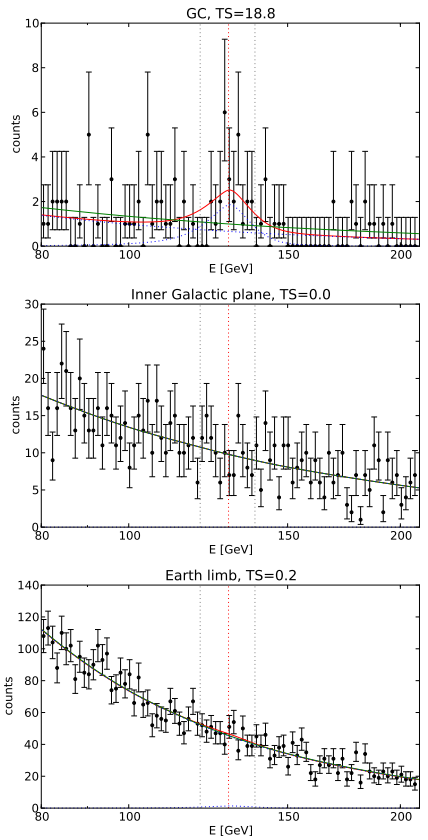 GC, TS=18.8
10
8
6
4
2
0
counts
80 100 150 200
E [GeV]
Inner Galactic plane, TS=0.0
30
25
20
15
10
5
0
counts
80 100 150 200
E [GeV]
Earth limb, TS=0.2
140
120
100
80
60
40
20
0
counts
80 100 150 200
E [GeV]